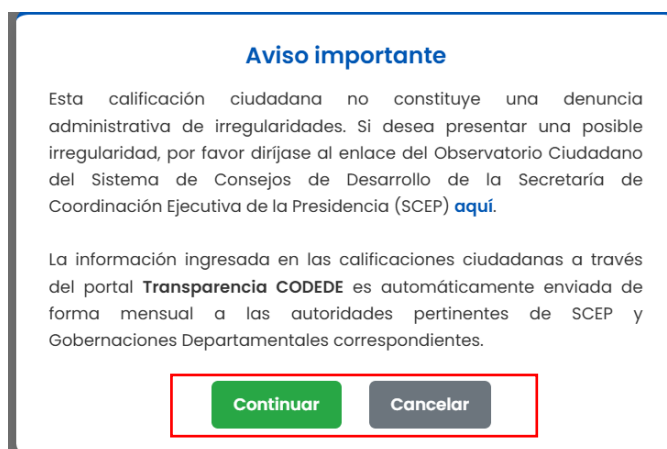 Aviso importante
Esta calificación ciudadana no constituye una denuncia
administrativa de irregularidades. Si desea presentar una posible
irregularidad, por favor diríjase al enlace del Observatorio Ciudadano
del Sistema de Consejos de Desarrollo de la Secretaría de
Coordinación Ejecutiva de la Presidencia (SCEP) aquí.
La información ingresada en las calificaciones ciudadanas a través
del portal Transparencia CODEDE es automáticamente enviada de
forma mensual a las autoridades pertinentes de SCEP y
Gobernaciones Departamentales correspondientes.
Continuar Cancelar